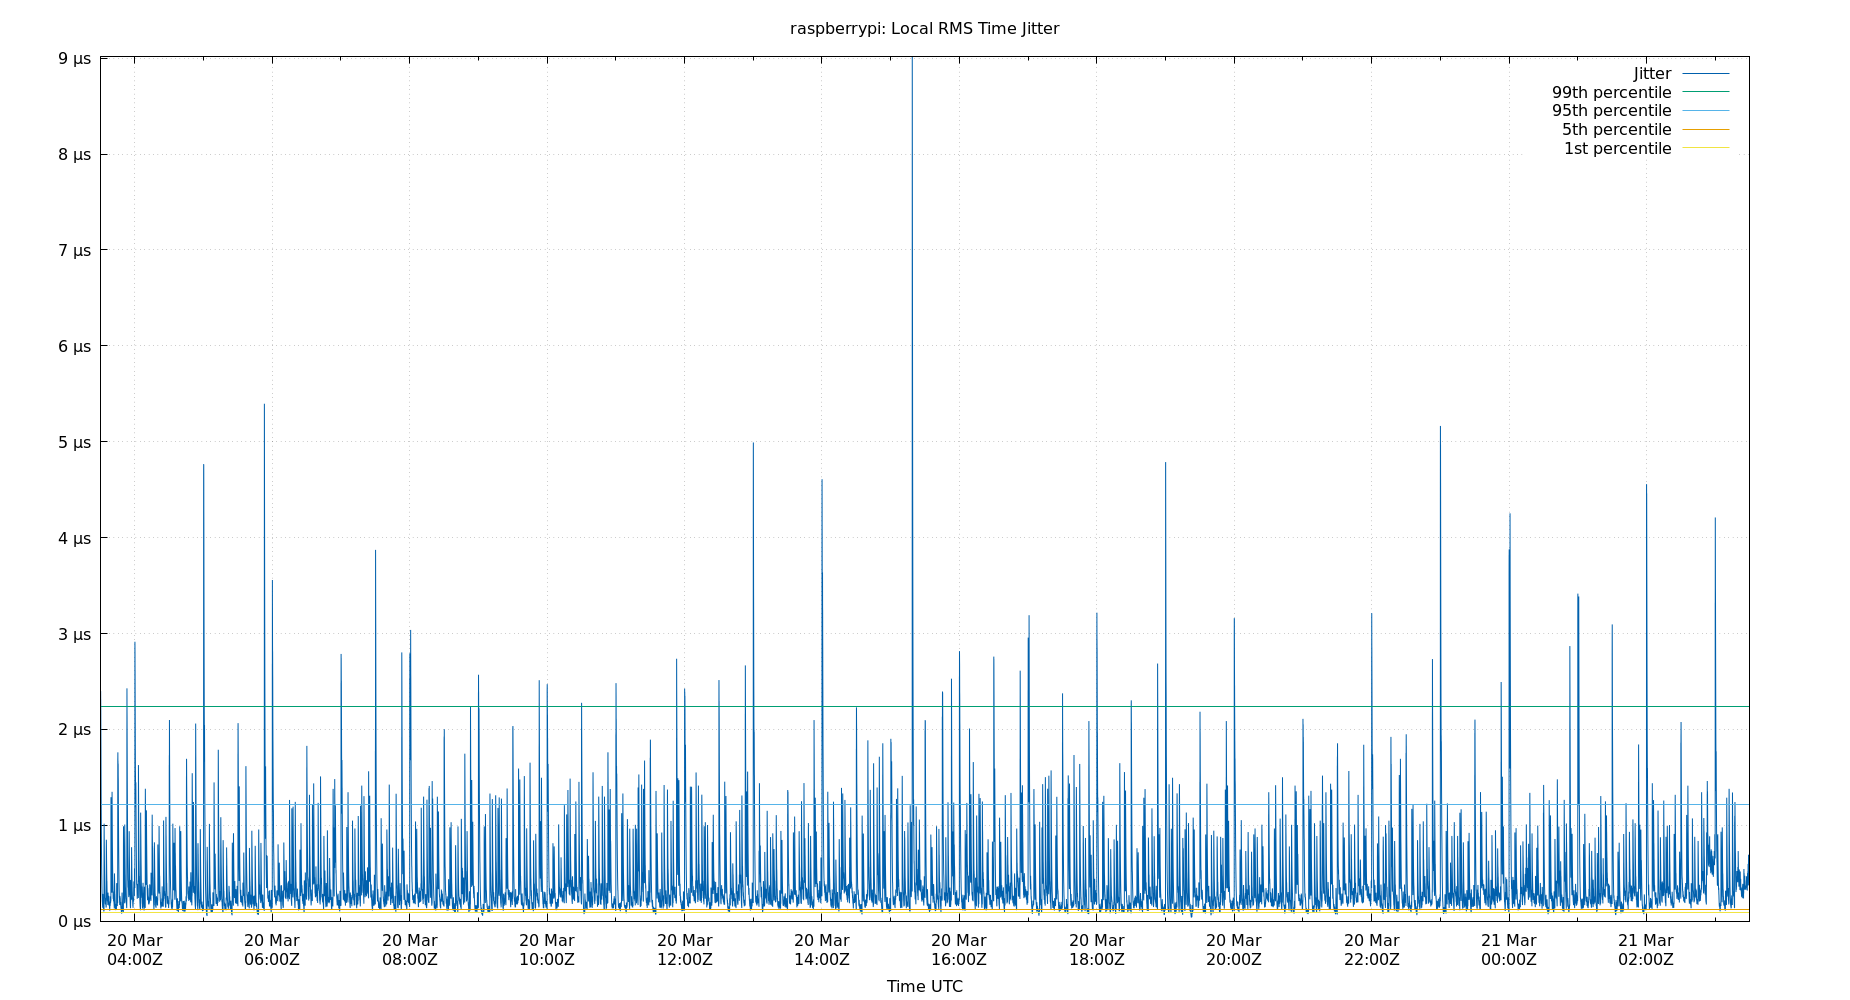 raspberrypi: Local RMS Time Jitter
9 µs
8 µs
7 µs
6 µs
5 µs
4 µs
3 µs
2 µs
1 µs
0 µs
Jitter
99th percentile
95th percentile
5th percentile
1st percentile
20 Mar 20 Mar 20 Mar 20 Mar 20 Mar 20 Mar 20 Mar 20 Mar 20 Mar 20 Mar 21 Mar 21 Mar
04:00Z 06:00Z 08:00Z 10:00Z 12:00Z 14:00Z 16:00Z 18:00Z 20:00Z 22:00Z 00:00Z 02:00Z
Time UTC